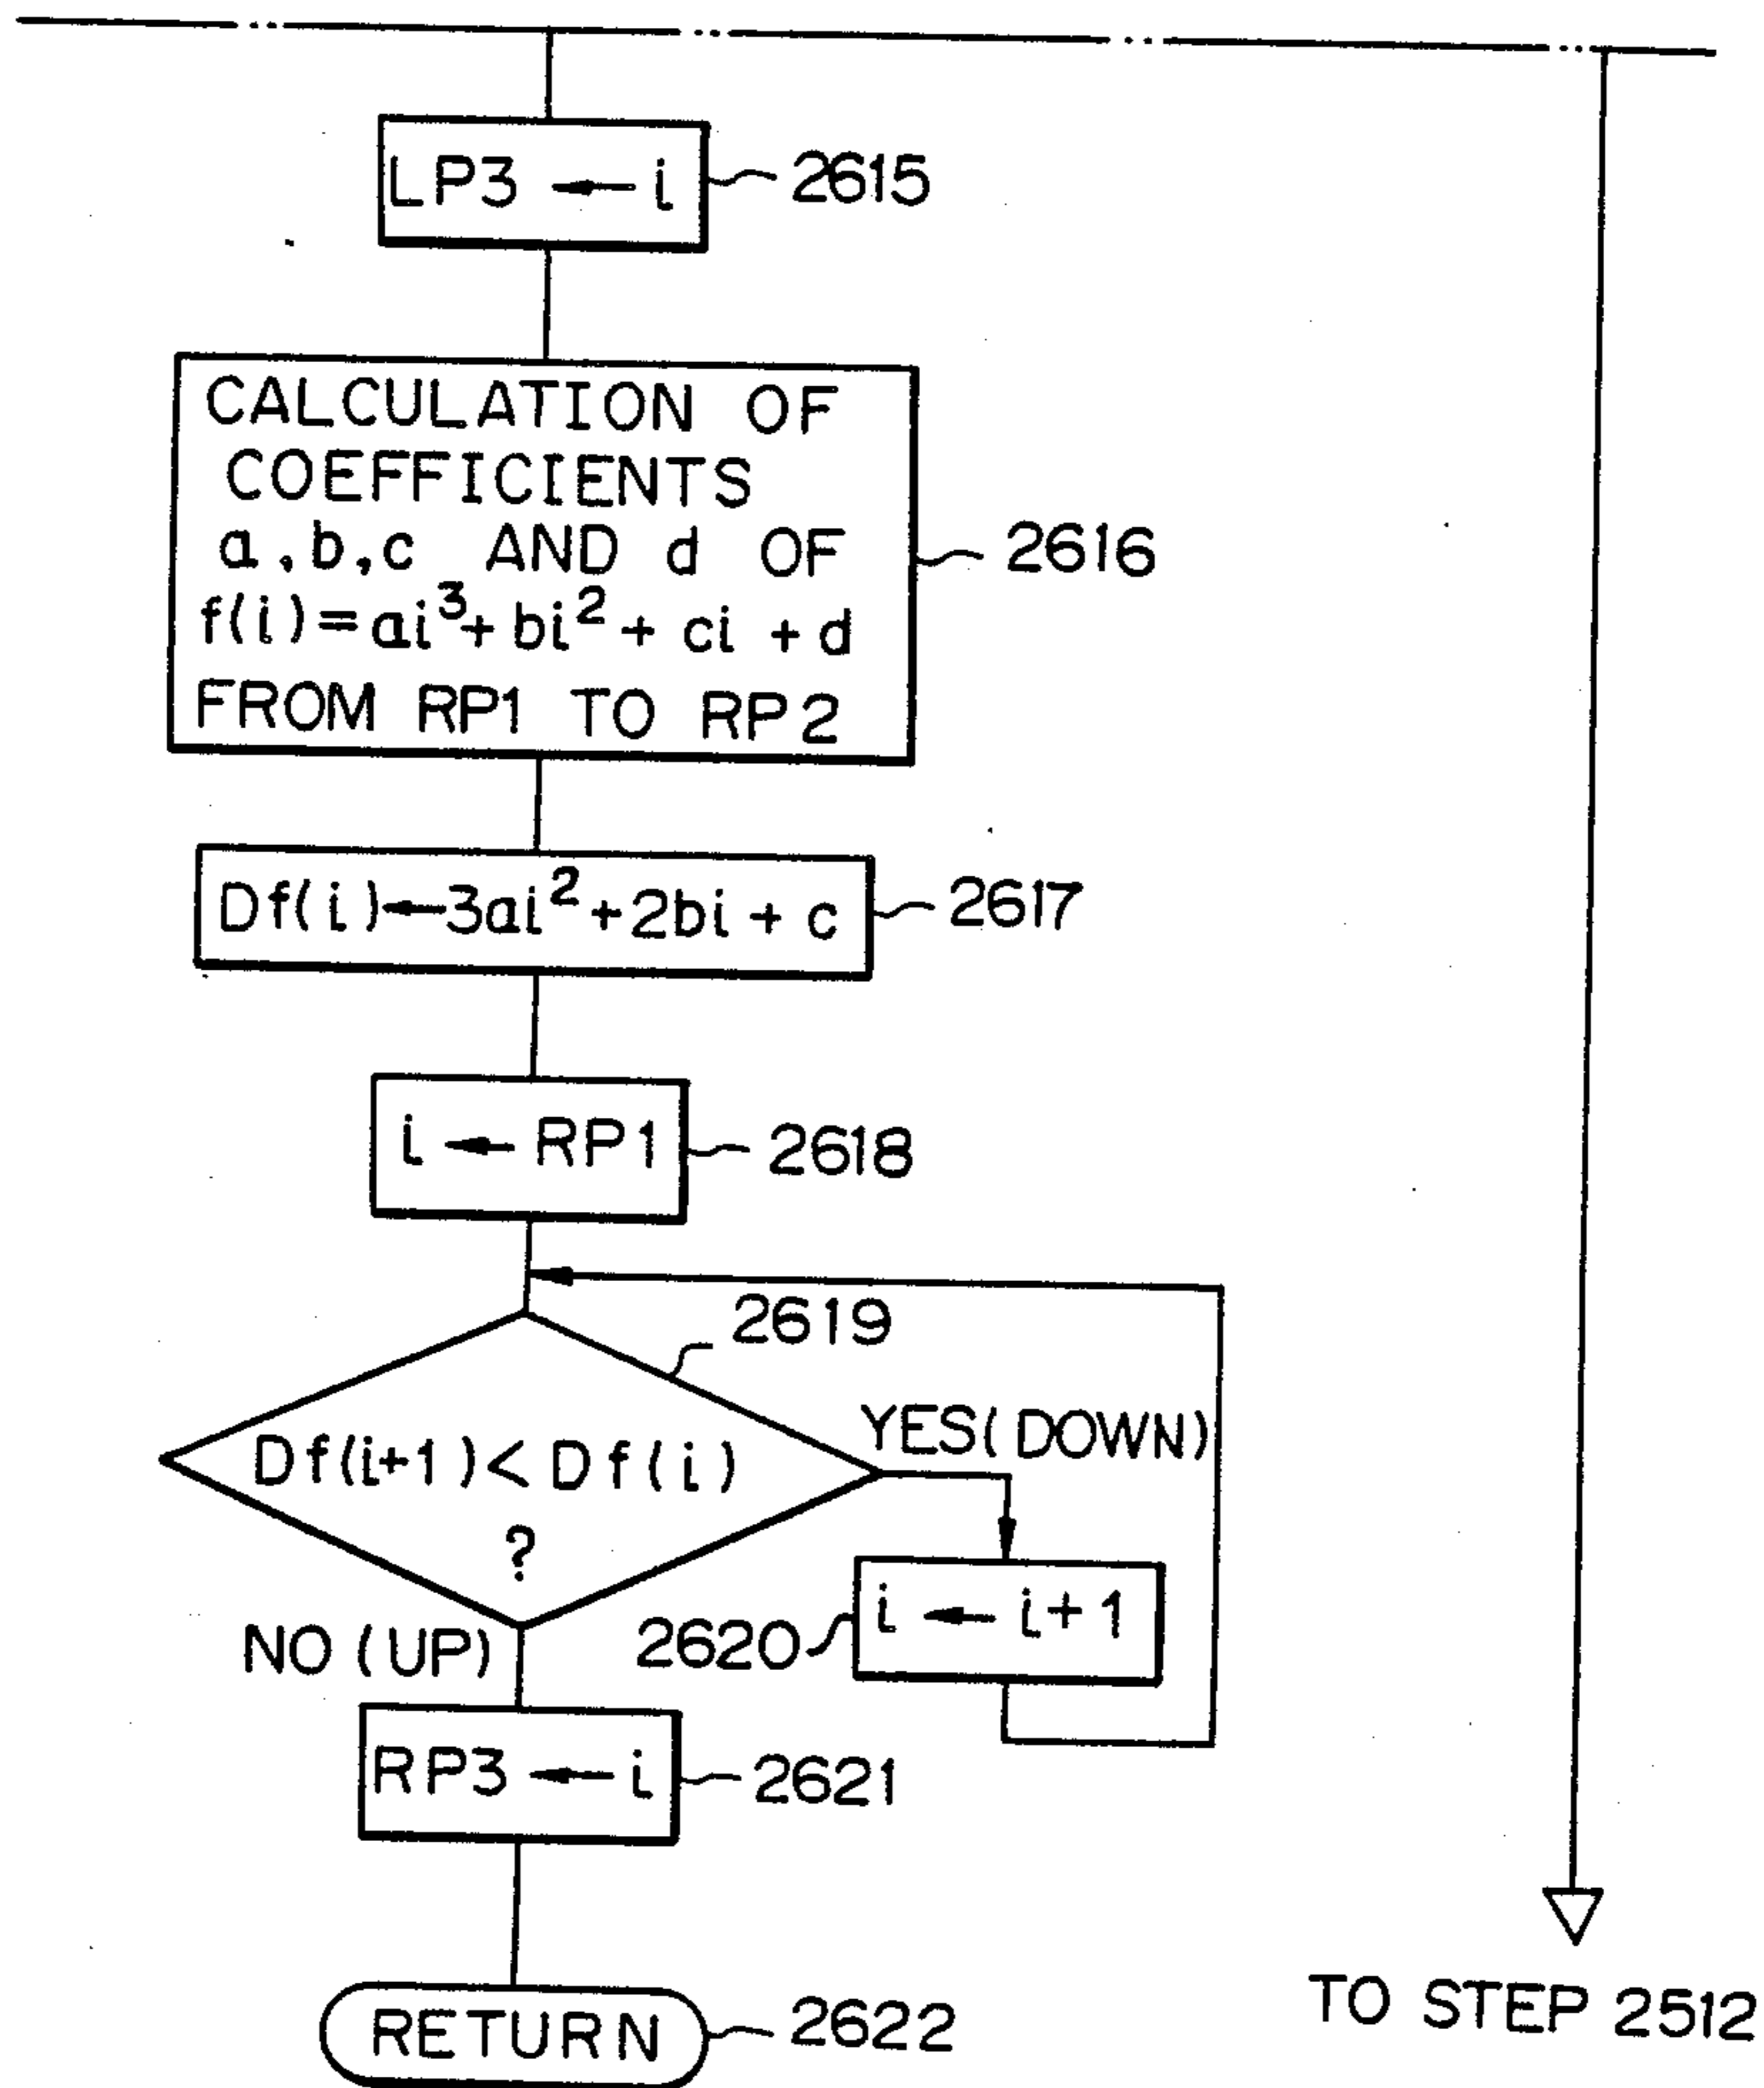 LP3 ← i
2615
CALCULATION OF
COEFFICIENTS
a,b,c AND d OF
f(i)=ai³+bi²+ci+d
FROM RP1 TO RP2
2616
Df(i)←3ai²+2bi+c
2617
i ← RP1
2618
2619
Df(i+1)<Df(i)
?
YES(DOWN)
i ← i+1
2620
NO (UP)
RP3 ← i
2621
RETURN
2622
TO STEP 2512